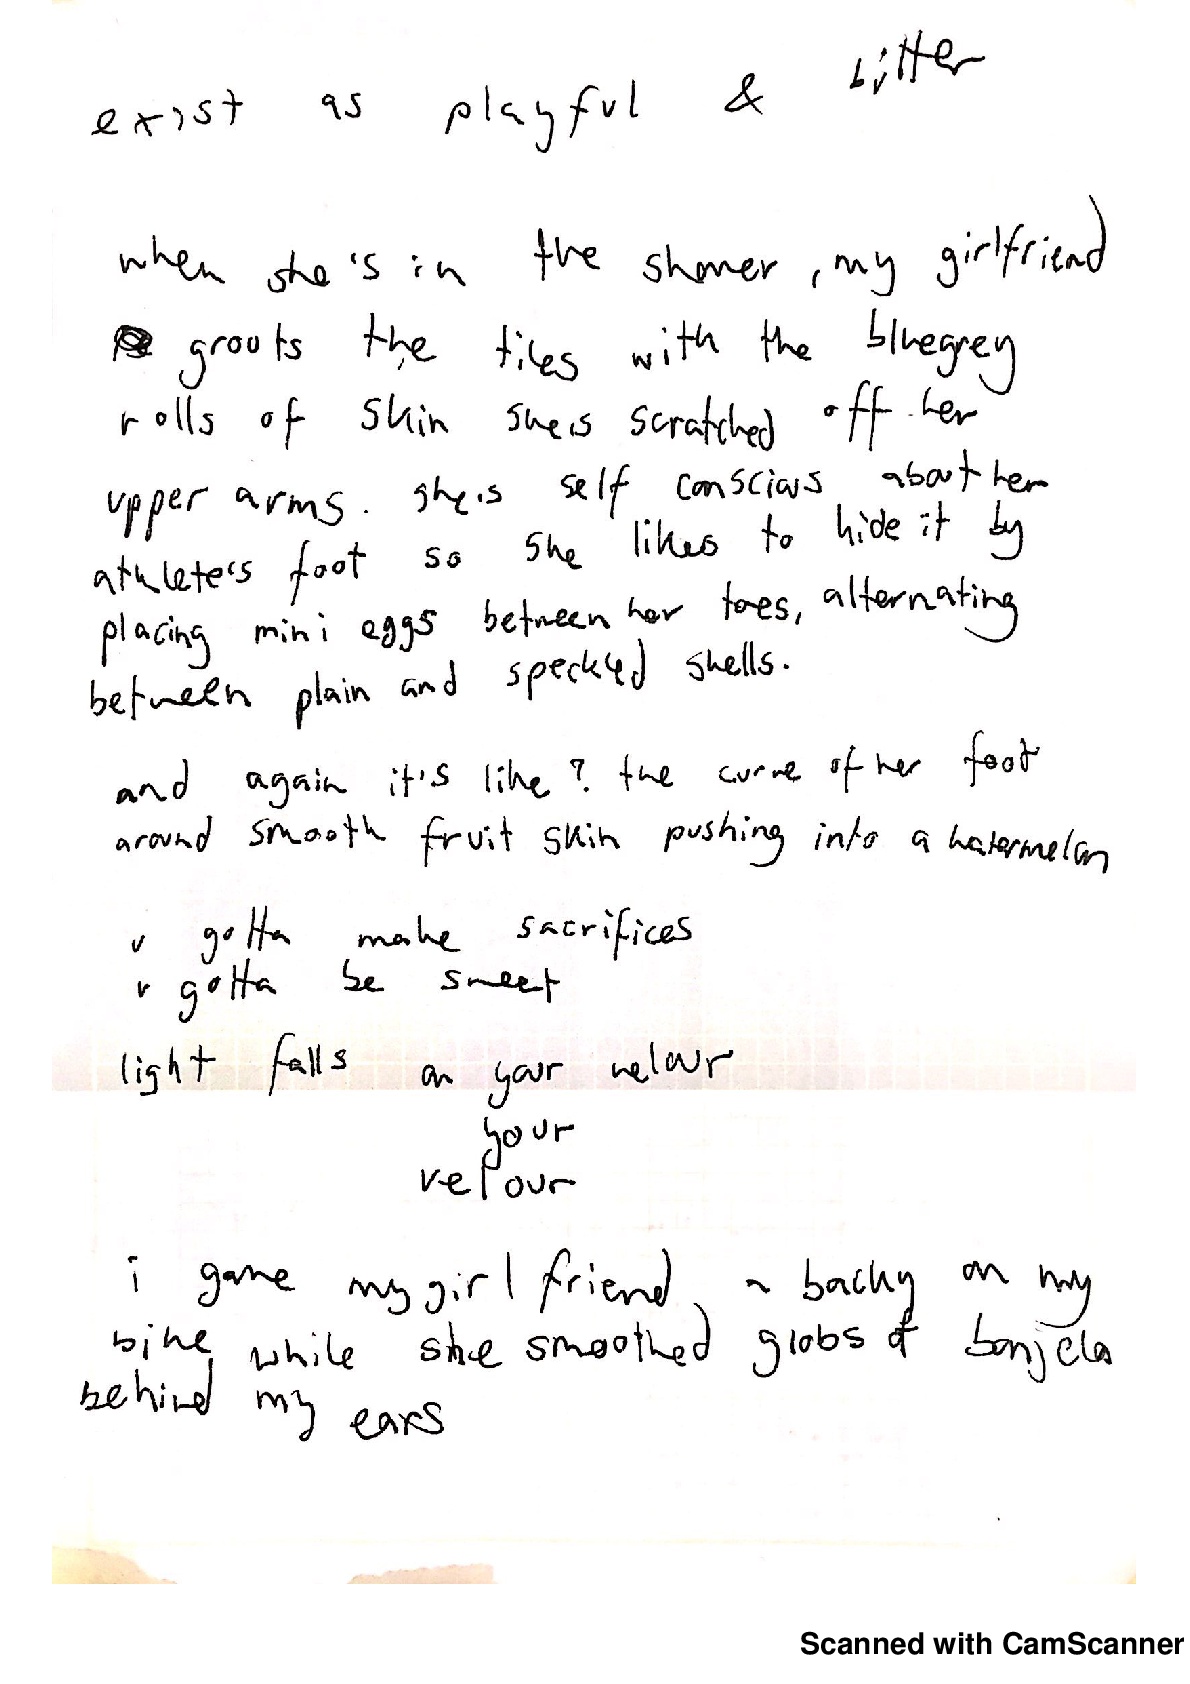 exist as playful & bitter
when she's in the shower, my girlfriend
grouts the tiles with the bluegrey
rolls of skin she's scratched off her
upper arms. she's self conscious about her
athlete's foot so she likes to hide it by
placing mini eggs between her toes, alternating
between plain and speckled shells.
and again it's like? the curve of her foot
around smooth fruit skin pushing into a watermelon
v gotta make sacrifices
v gotta be sweet
light falls on your velour
your
velour
i gave my girlfriend a backy on my
bike while she smoothed globs of bonjela
behind my ears
Scanned with CamScanner